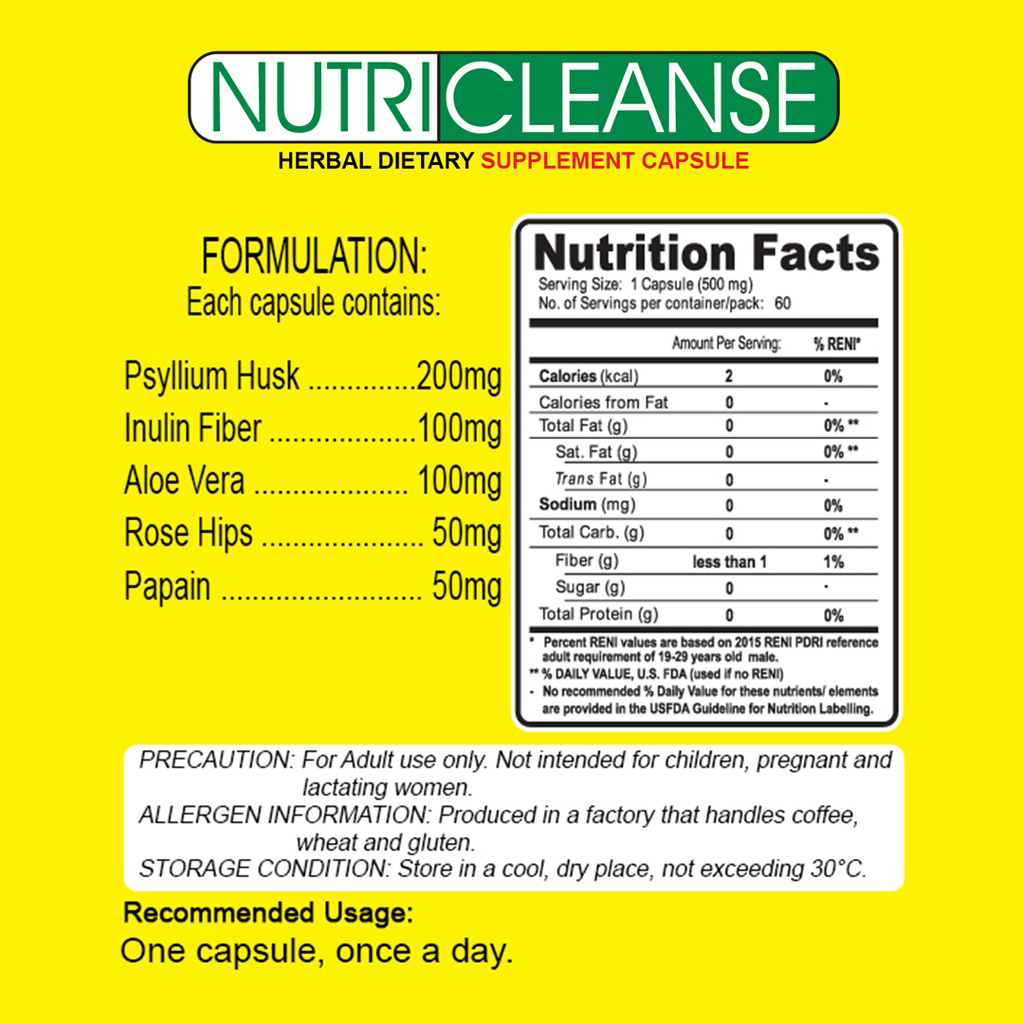 NUTRICLEANSE
HERBAL DIETARY SUPPLEMENT CAPSULE
FORMULATION:
Each capsule contains:
Psyllium Husk ..............200mg
Inulin Fiber ...................100mg
Aloe Vera .................... 100mg
Rose Hips ..................... 50mg
Papain .......................... 50mg
Nutrition Facts
Serving Size: 1 Capsule (500 mg)
No. of Servings per container/pack: 60
Amount Per Serving: % RENI*
Calories (kcal) 2 0%
Calories from Fat 0 -
Total Fat (g) 0 0% **
Sat. Fat (g) 0 0% **
Trans Fat (g) 0 -
Sodium (mg) 0 0%
Total Carb. (g) 0 0% **
Fiber (g) less than 1 1%
Sugar (g) 0 -
Total Protein (g) 0 0%
* Percent RENI values are based on 2015 RENI PDRI reference
adult requirement of 19-29 years old male.
** % DAILY VALUE, U.S. FDA (used if no RENI)
- No recommended % Daily Value for these nutrients/ elements
are provided in the USFDA Guideline for Nutrition Labelling.
PRECAUTION: For Adult use only. Not intended for children, pregnant and
lactating women.
ALLERGEN INFORMATION: Produced in a factory that handles coffee,
wheat and gluten.
STORAGE CONDITION: Store in a cool, dry place, not exceeding 30°C.
Recommended Usage:
One capsule, once a day.